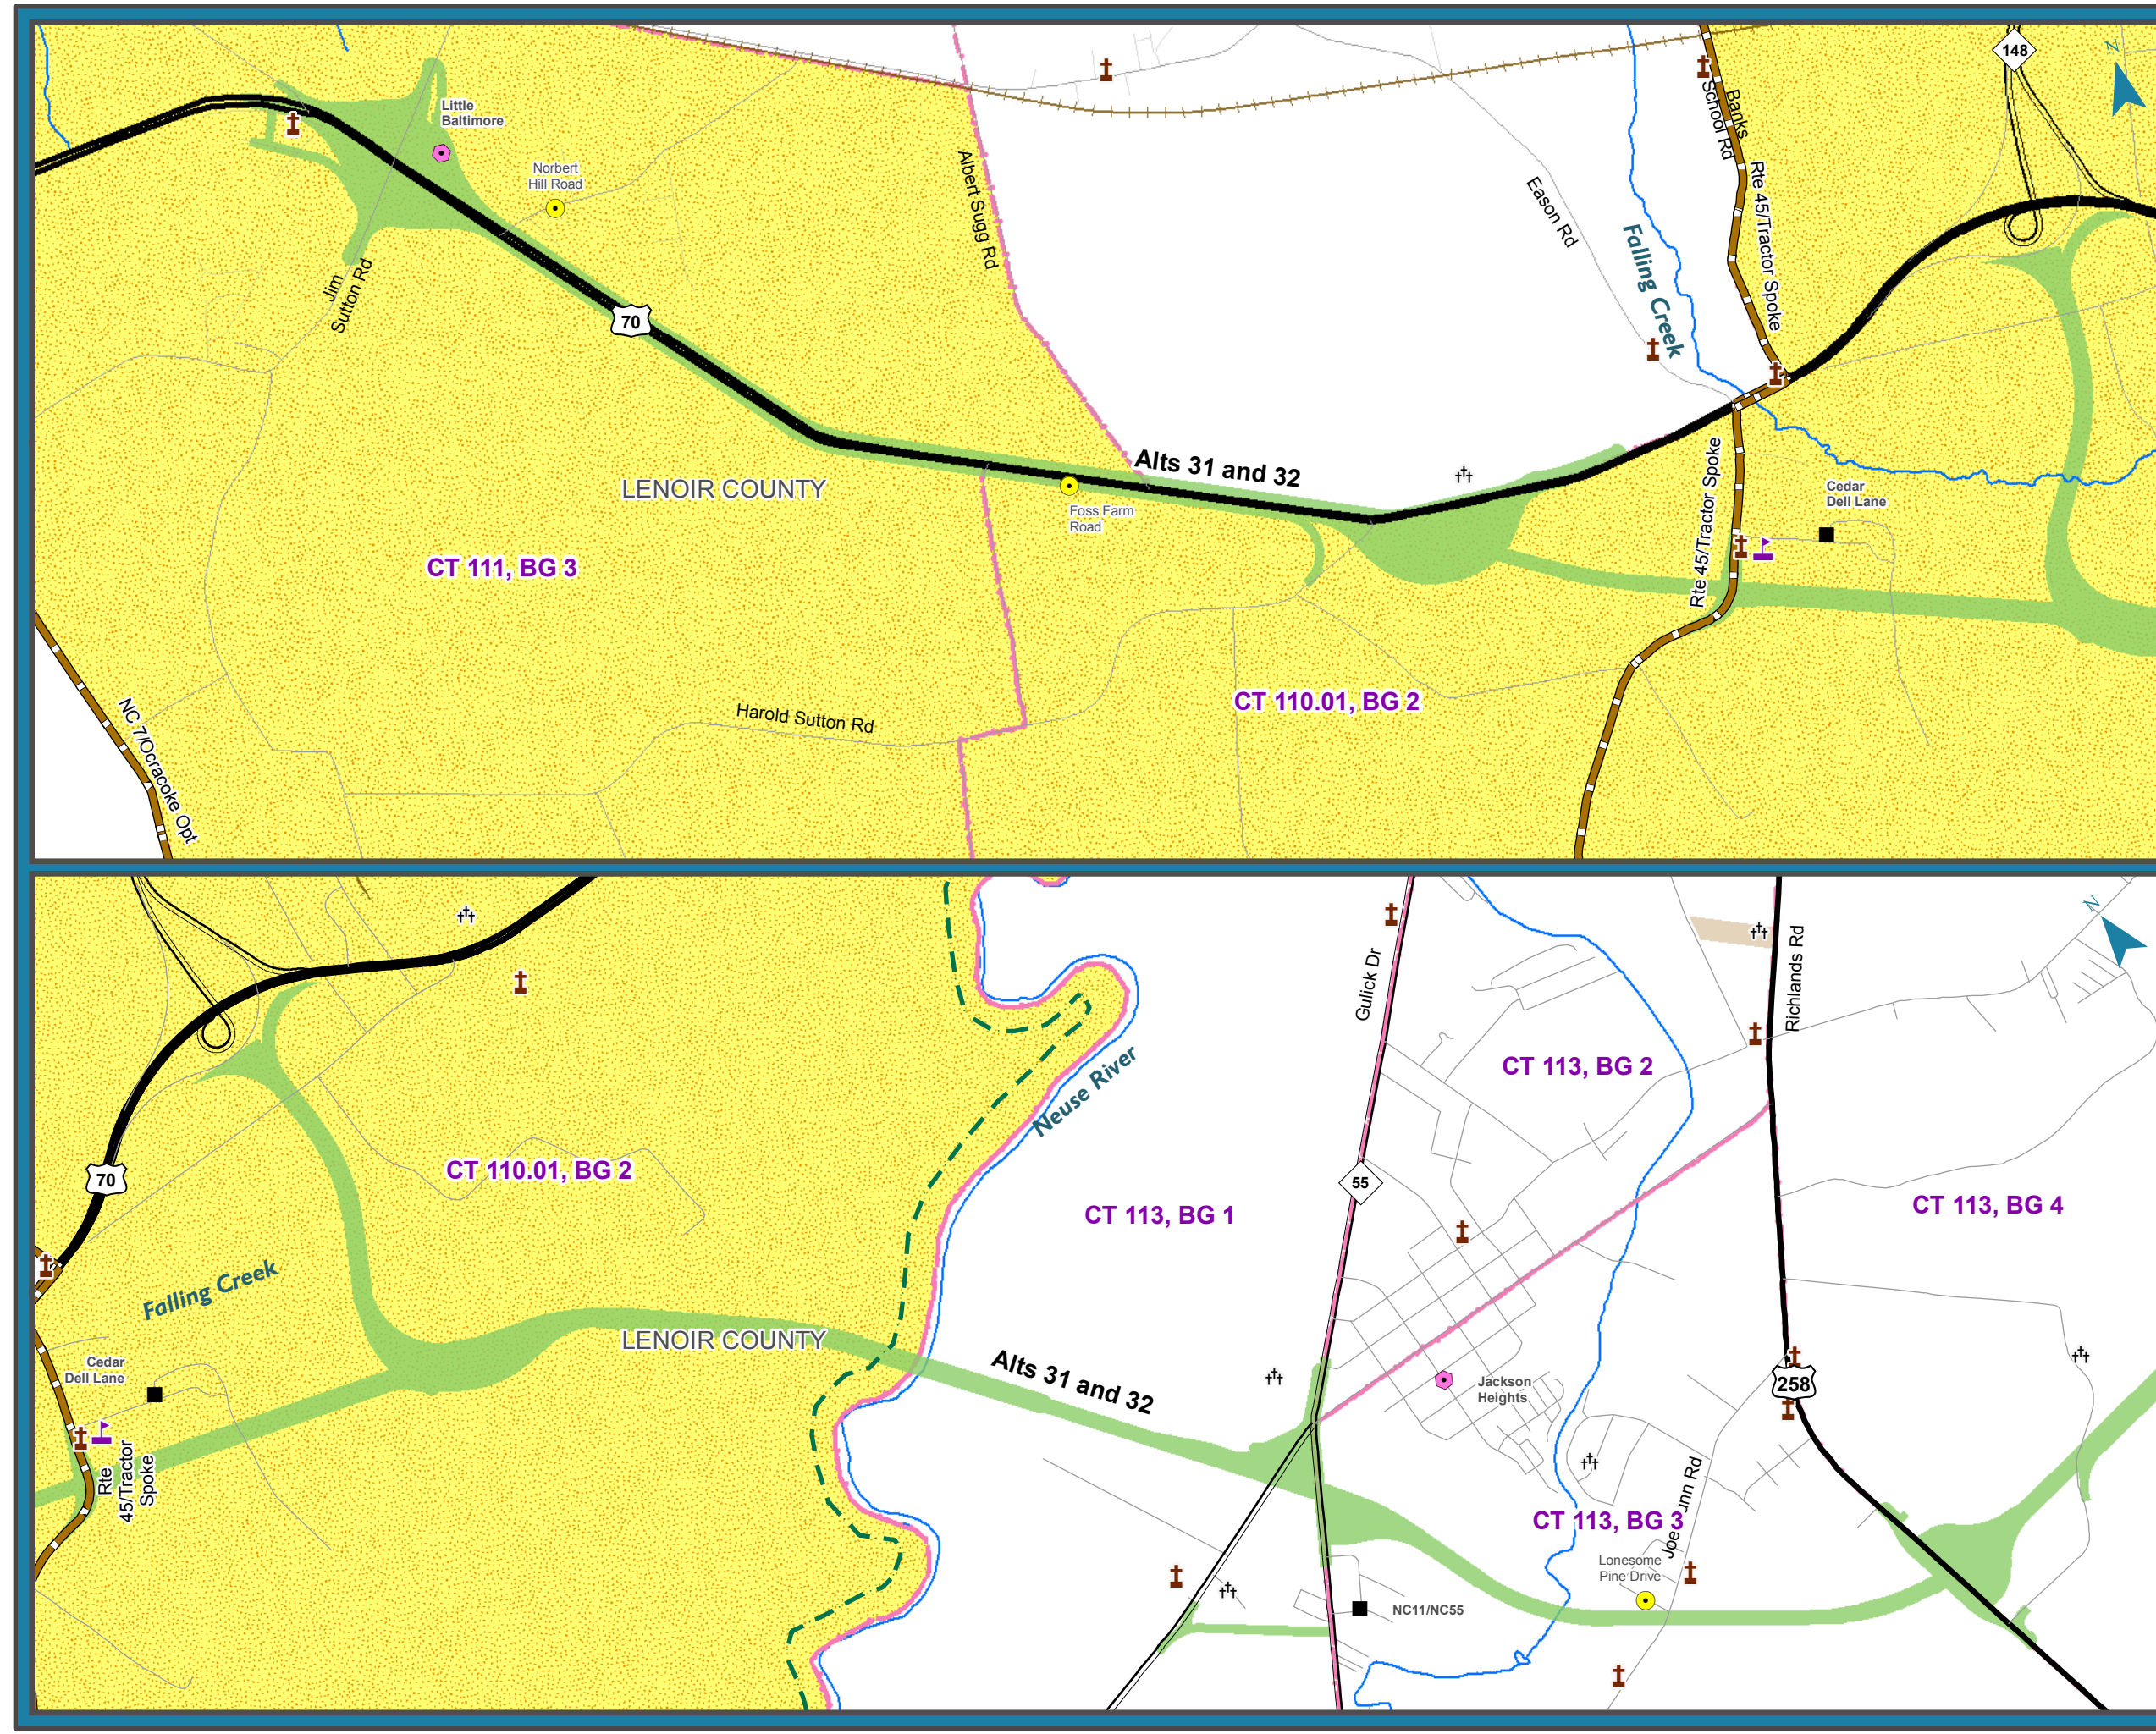 148
N
Little
Baltimore
Norbert
Hill Road
Banks
School Rd
Albert Sugg Rd
Eason Rd
Rte 45/Tractor Spoke
Falling Creek
Jim
Sutton Rd
70
Alts 31 and 32
LENOIR COUNTY
Foss Farm
Road
Rte 45/Tractor Spoke
Cedar
Dell Lane
CT 111, BG 3
CT 110.01, BG 2
Harold Sutton Rd
NC 7/Ocracoke Opt
N
Gulick Dr
Richlands Rd
Neuse River
CT 113, BG 2
70
CT 110.01, BG 2
55
CT 113, BG 1
CT 113, BG 4
Falling Creek
LENOIR COUNTY
Alts 31 and 32
Cedar
Dell Lane
Jackson
Heights
258
Rte
45/Tractor
Spoke
CT 113, BG 3
Lonesome
Pine Drive
NC11/NC55